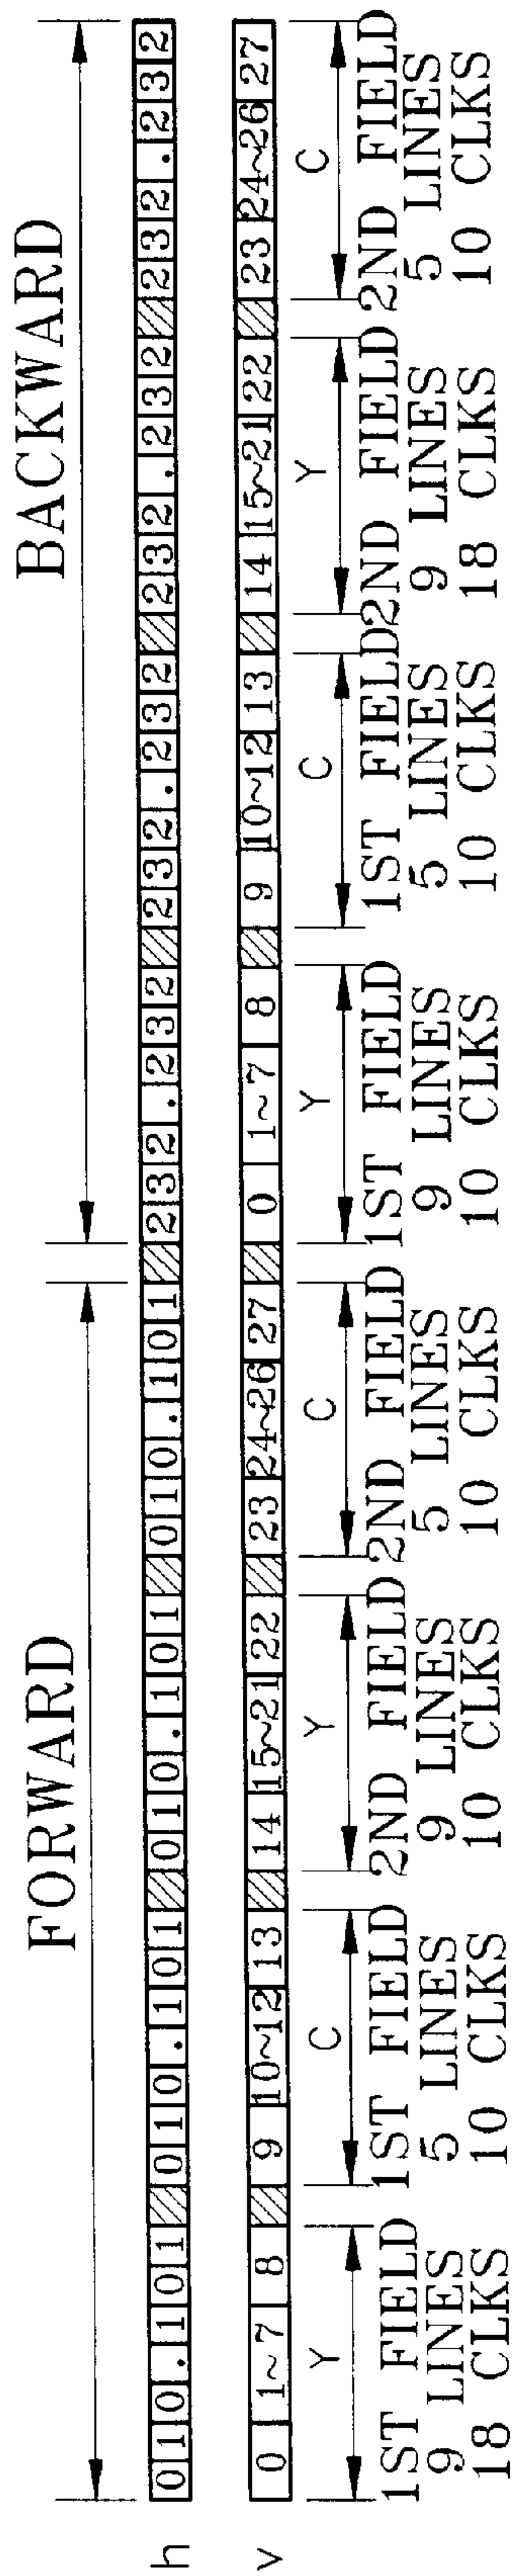 FORWARD BACKWARD
h 0 1 0 . 1 0 1 0 1 0 . 1 0 1 0 1 0 . 1 0 1 0 1 0 . 1 0 1 2 3 2 . 2 3 2 2 3 2 . 2 3 2 2 3 2 . 2 3 2 2 3 2 . 2 3 2
v 0 1~7 8 9 10~12 13 14 15~21 22 23 24~26 27 0 1~7 8 9 10~12 13 14 15~21 22 23 24~26 27
Y C Y C Y C Y C
1ST FIELD 1ST FIELD 2ND FIELD 2ND FIELD 1ST FIELD 1ST FIELD 2ND FIELD 2ND FIELD
9 LINES 5 LINES 9 LINES 5 LINES 9 LINES 5 LINES 9 LINES 5 LINES
18 CLKS 10 CLKS 10 CLKS 10 CLKS 10 CLKS 10 CLKS 18 CLKS 10 CLKS